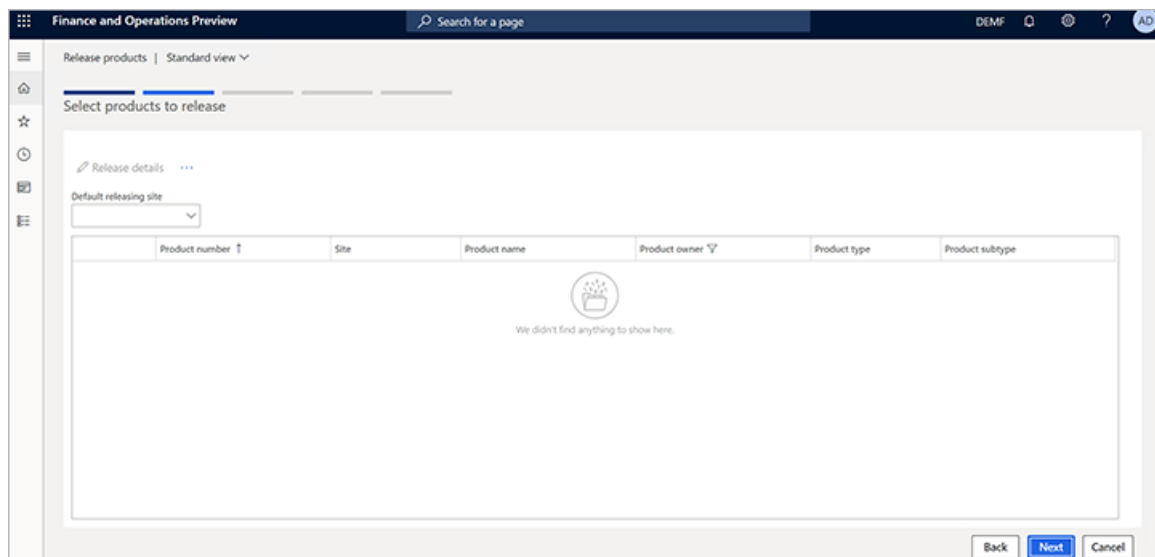 Finance and Operations Preview Search for a page DEMF ? AD
Release products | Standard view
Select products to release
Release details ...
Default releasing site
Product number Site Product name Product owner Product type Product subtype
We didn't find anything to show here.
Back Next Cancel